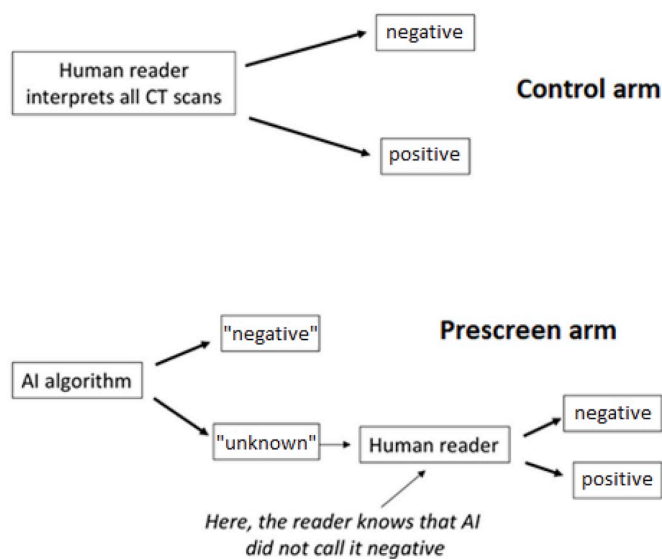 negative
Human reader
interprets all CT scans
Control arm
positive
"negative"
Prescreen arm
AI algorithm
negative
"unknown"
Human reader
positive
Here, the reader knows that AI
did not call it negative